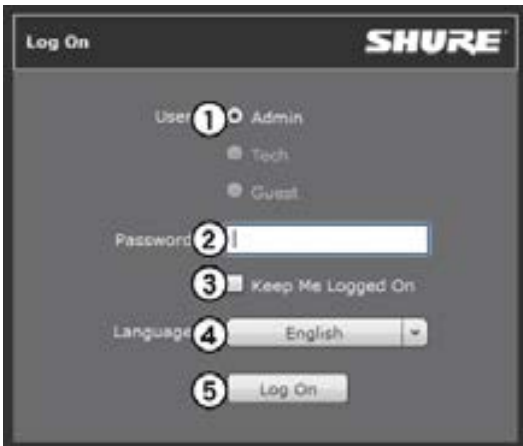 Log On SHURE
User 1 Admin
Tech
Guest
Password 2
3 Keep Me Logged On
Language 4 English
5 Log On